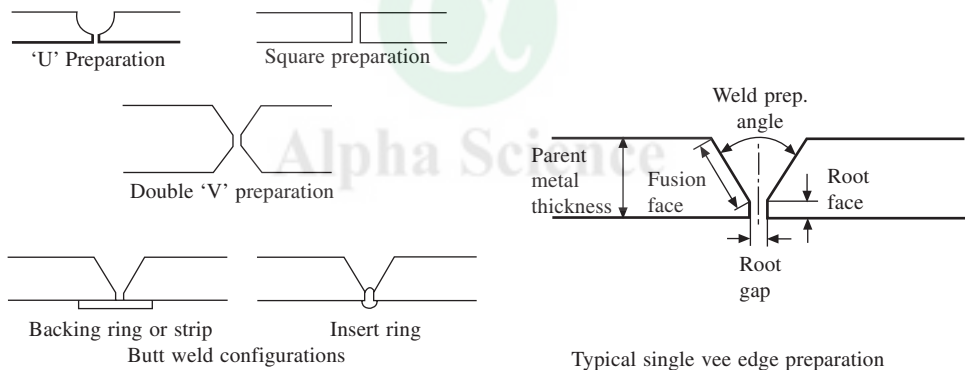 ‘U’ Preparation
Square preparation
Double ‘V’ preparation
Backing ring or strip
Insert ring
Butt weld configurations
α
Alpha Science
Weld prep.
angle
Parent
metal
thickness
Fusion
face
Root
face
Root
gap
Typical single vee edge preparation